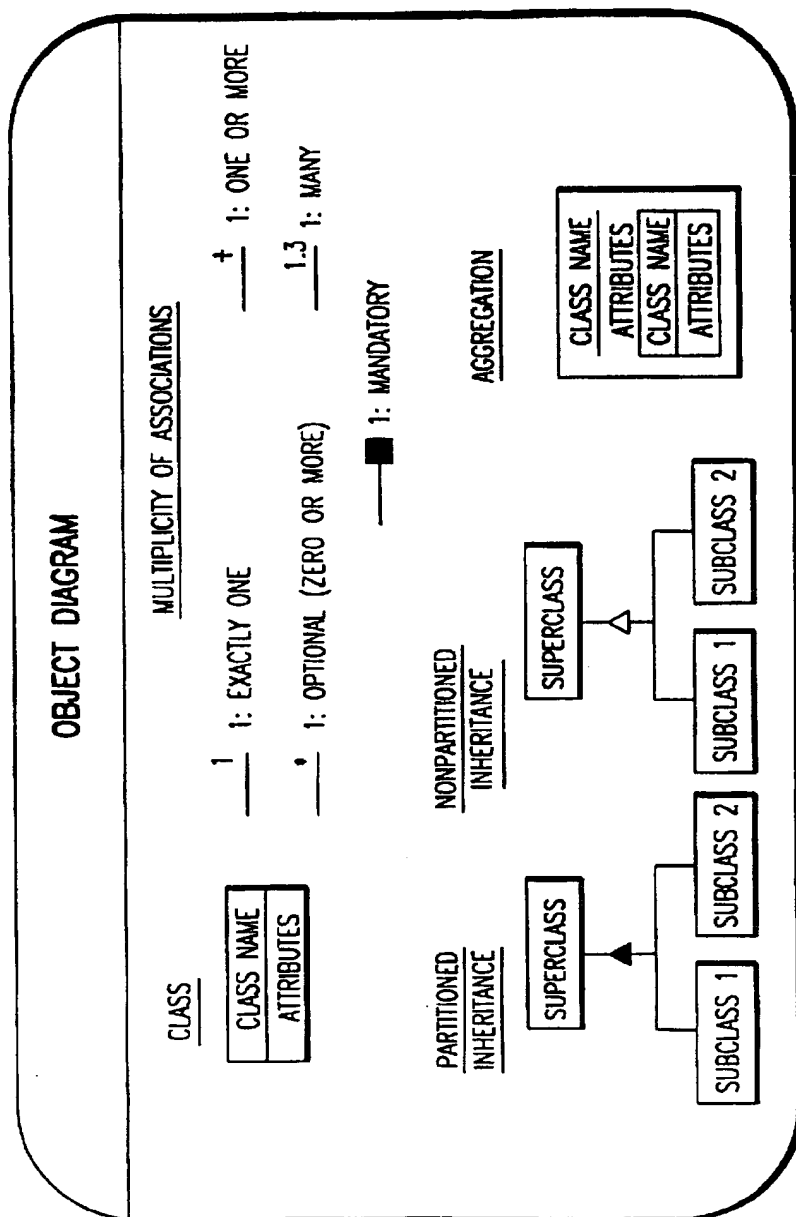 OBJECT DIAGRAM
CLASS
CLASS NAME
ATTRIBUTES
MULTIPLICITY OF ASSOCIATIONS
1 1: EXACTLY ONE
+ 1: ONE OR MORE
* 1: OPTIONAL (ZERO OR MORE)
1.3 1: MANY
1: MANDATORY
PARTITIONED
INHERITANCE
SUPERCLASS
SUBCLASS 1
SUBCLASS 2
NONPARTITIONED
INHERITANCE
SUPERCLASS
SUBCLASS 1
SUBCLASS 2
AGGREGATION
CLASS NAME
ATTRIBUTES
CLASS NAME
ATTRIBUTES